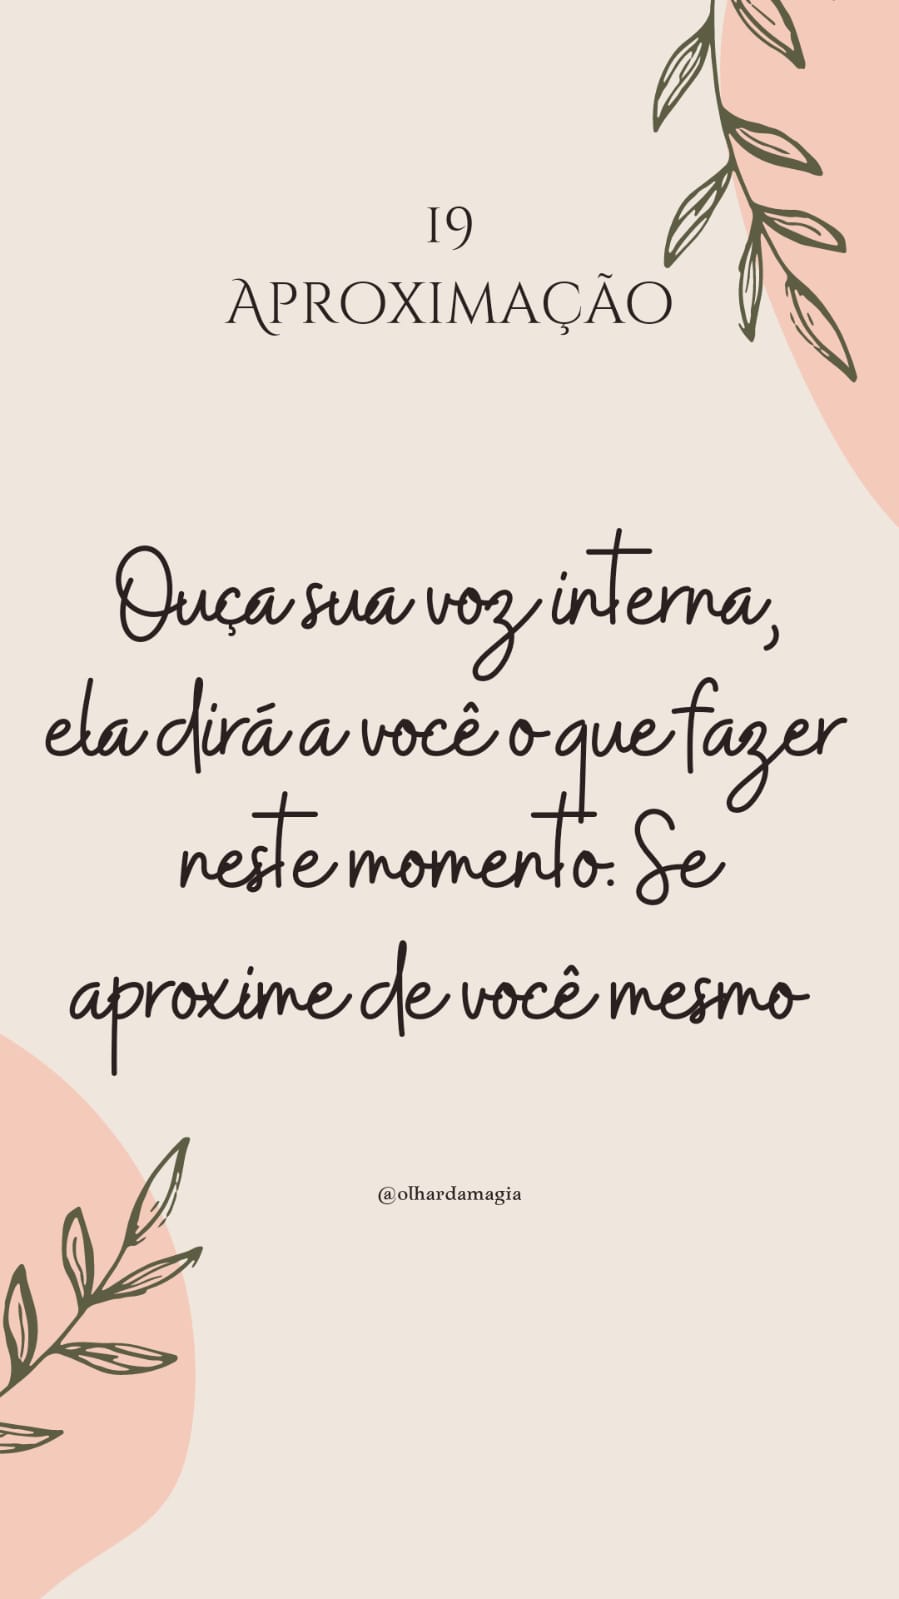 19
Aproximação
Ouça sua voz interna,
ela dirá a você o que fazer
neste momento. Se
aproxime de você mesmo
@olhardamagia